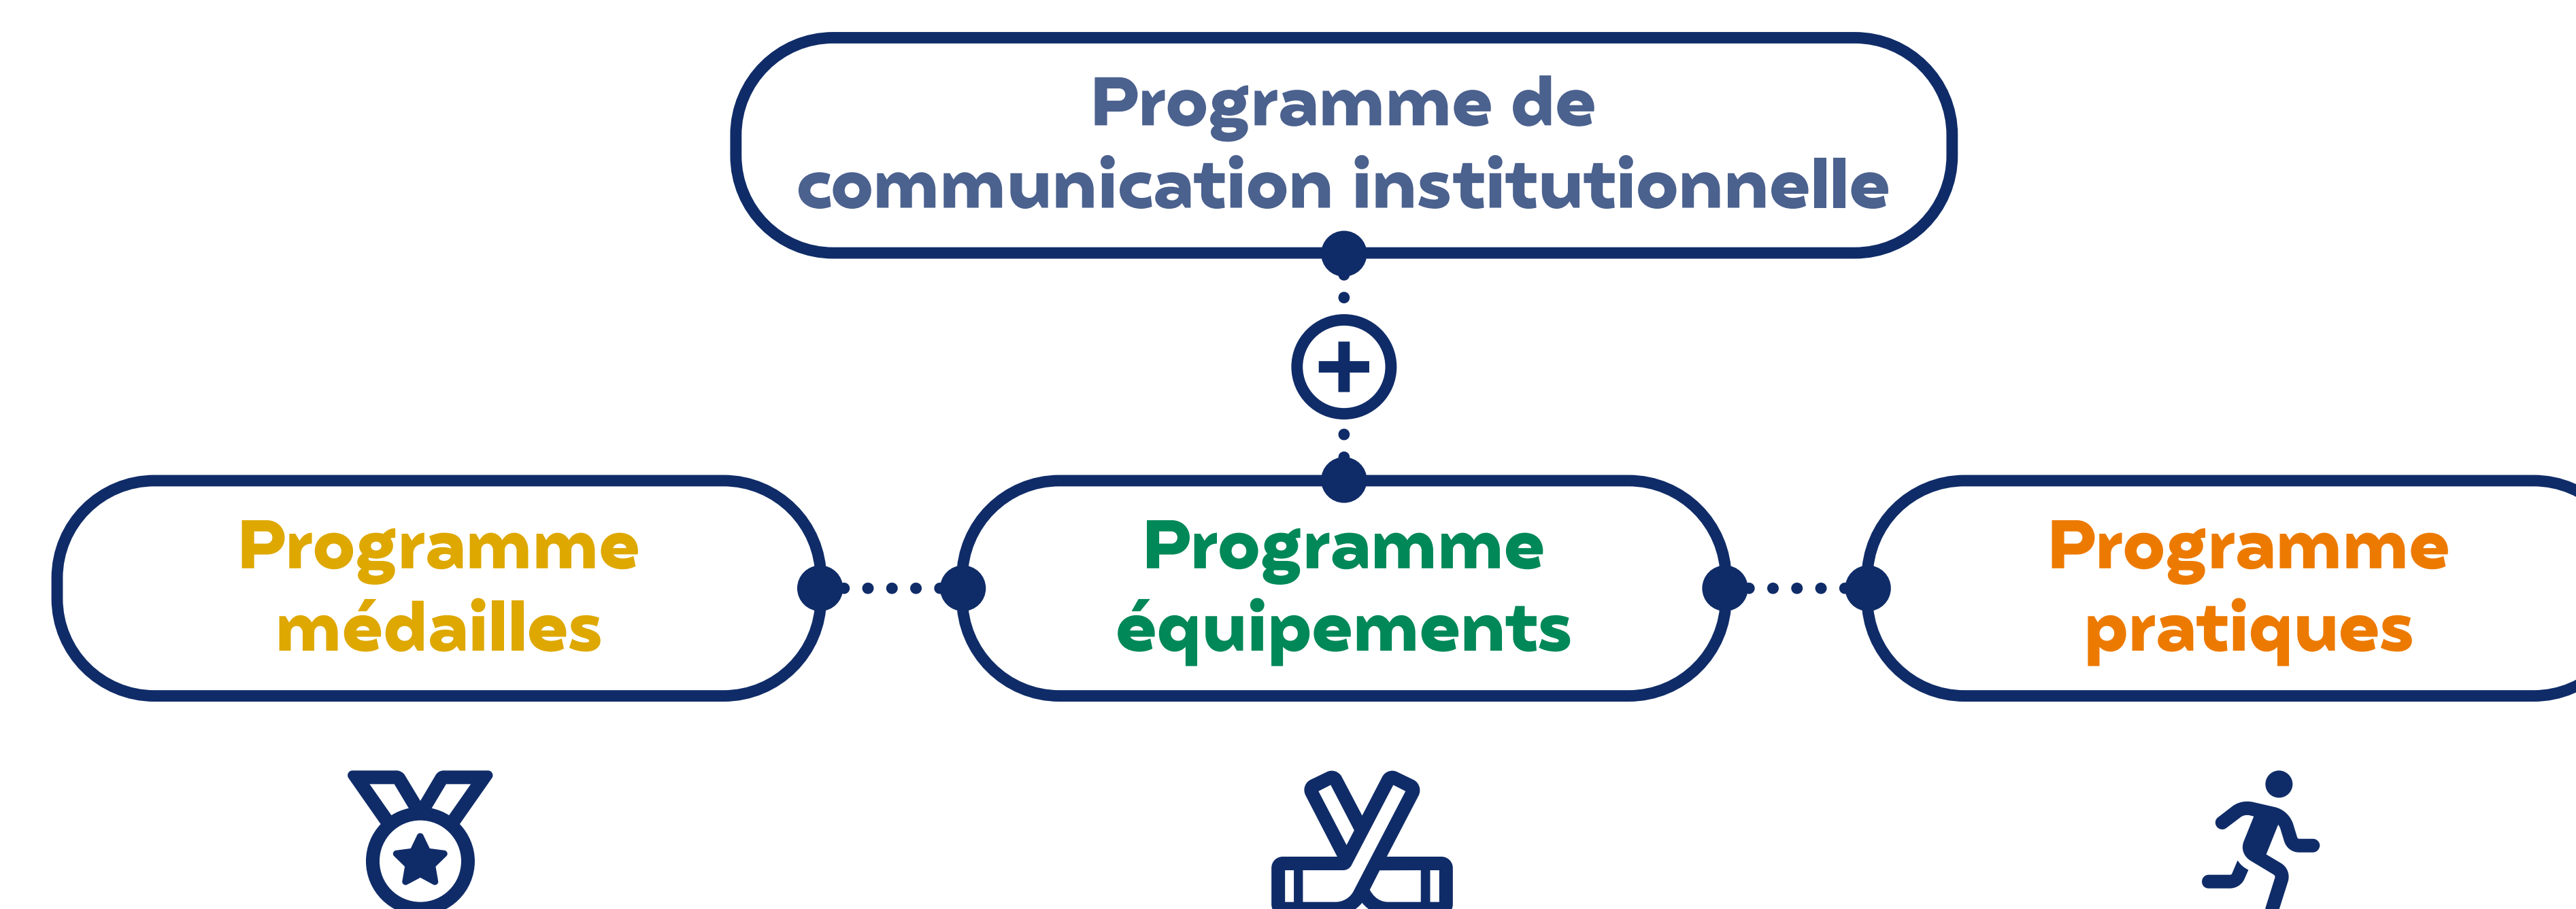 Programme de
communication institutionnelle
+
Programme
médailles
Programme
équipements
Programme
pratiques